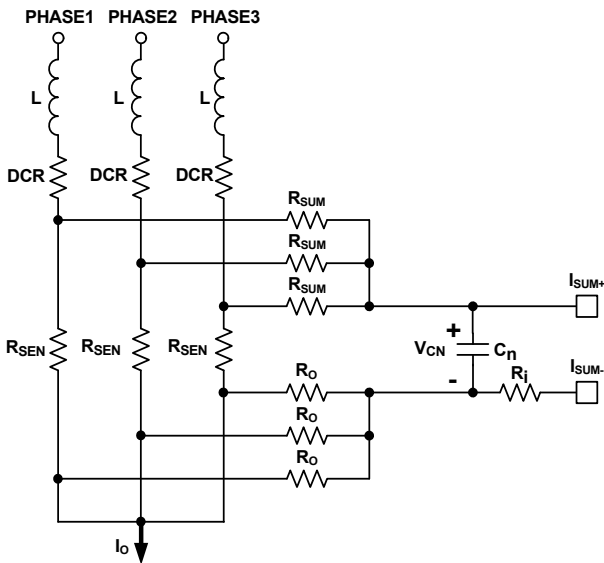 PHASE1 PHASE2 PHASE3
L L L
DCR DCR DCR
RSUM
RSUM
RSUM
ISUM+
RSEN RSEN RSEN
+
VCN Cn
-
Ri
ISUM-
RO
RO
RO
IO